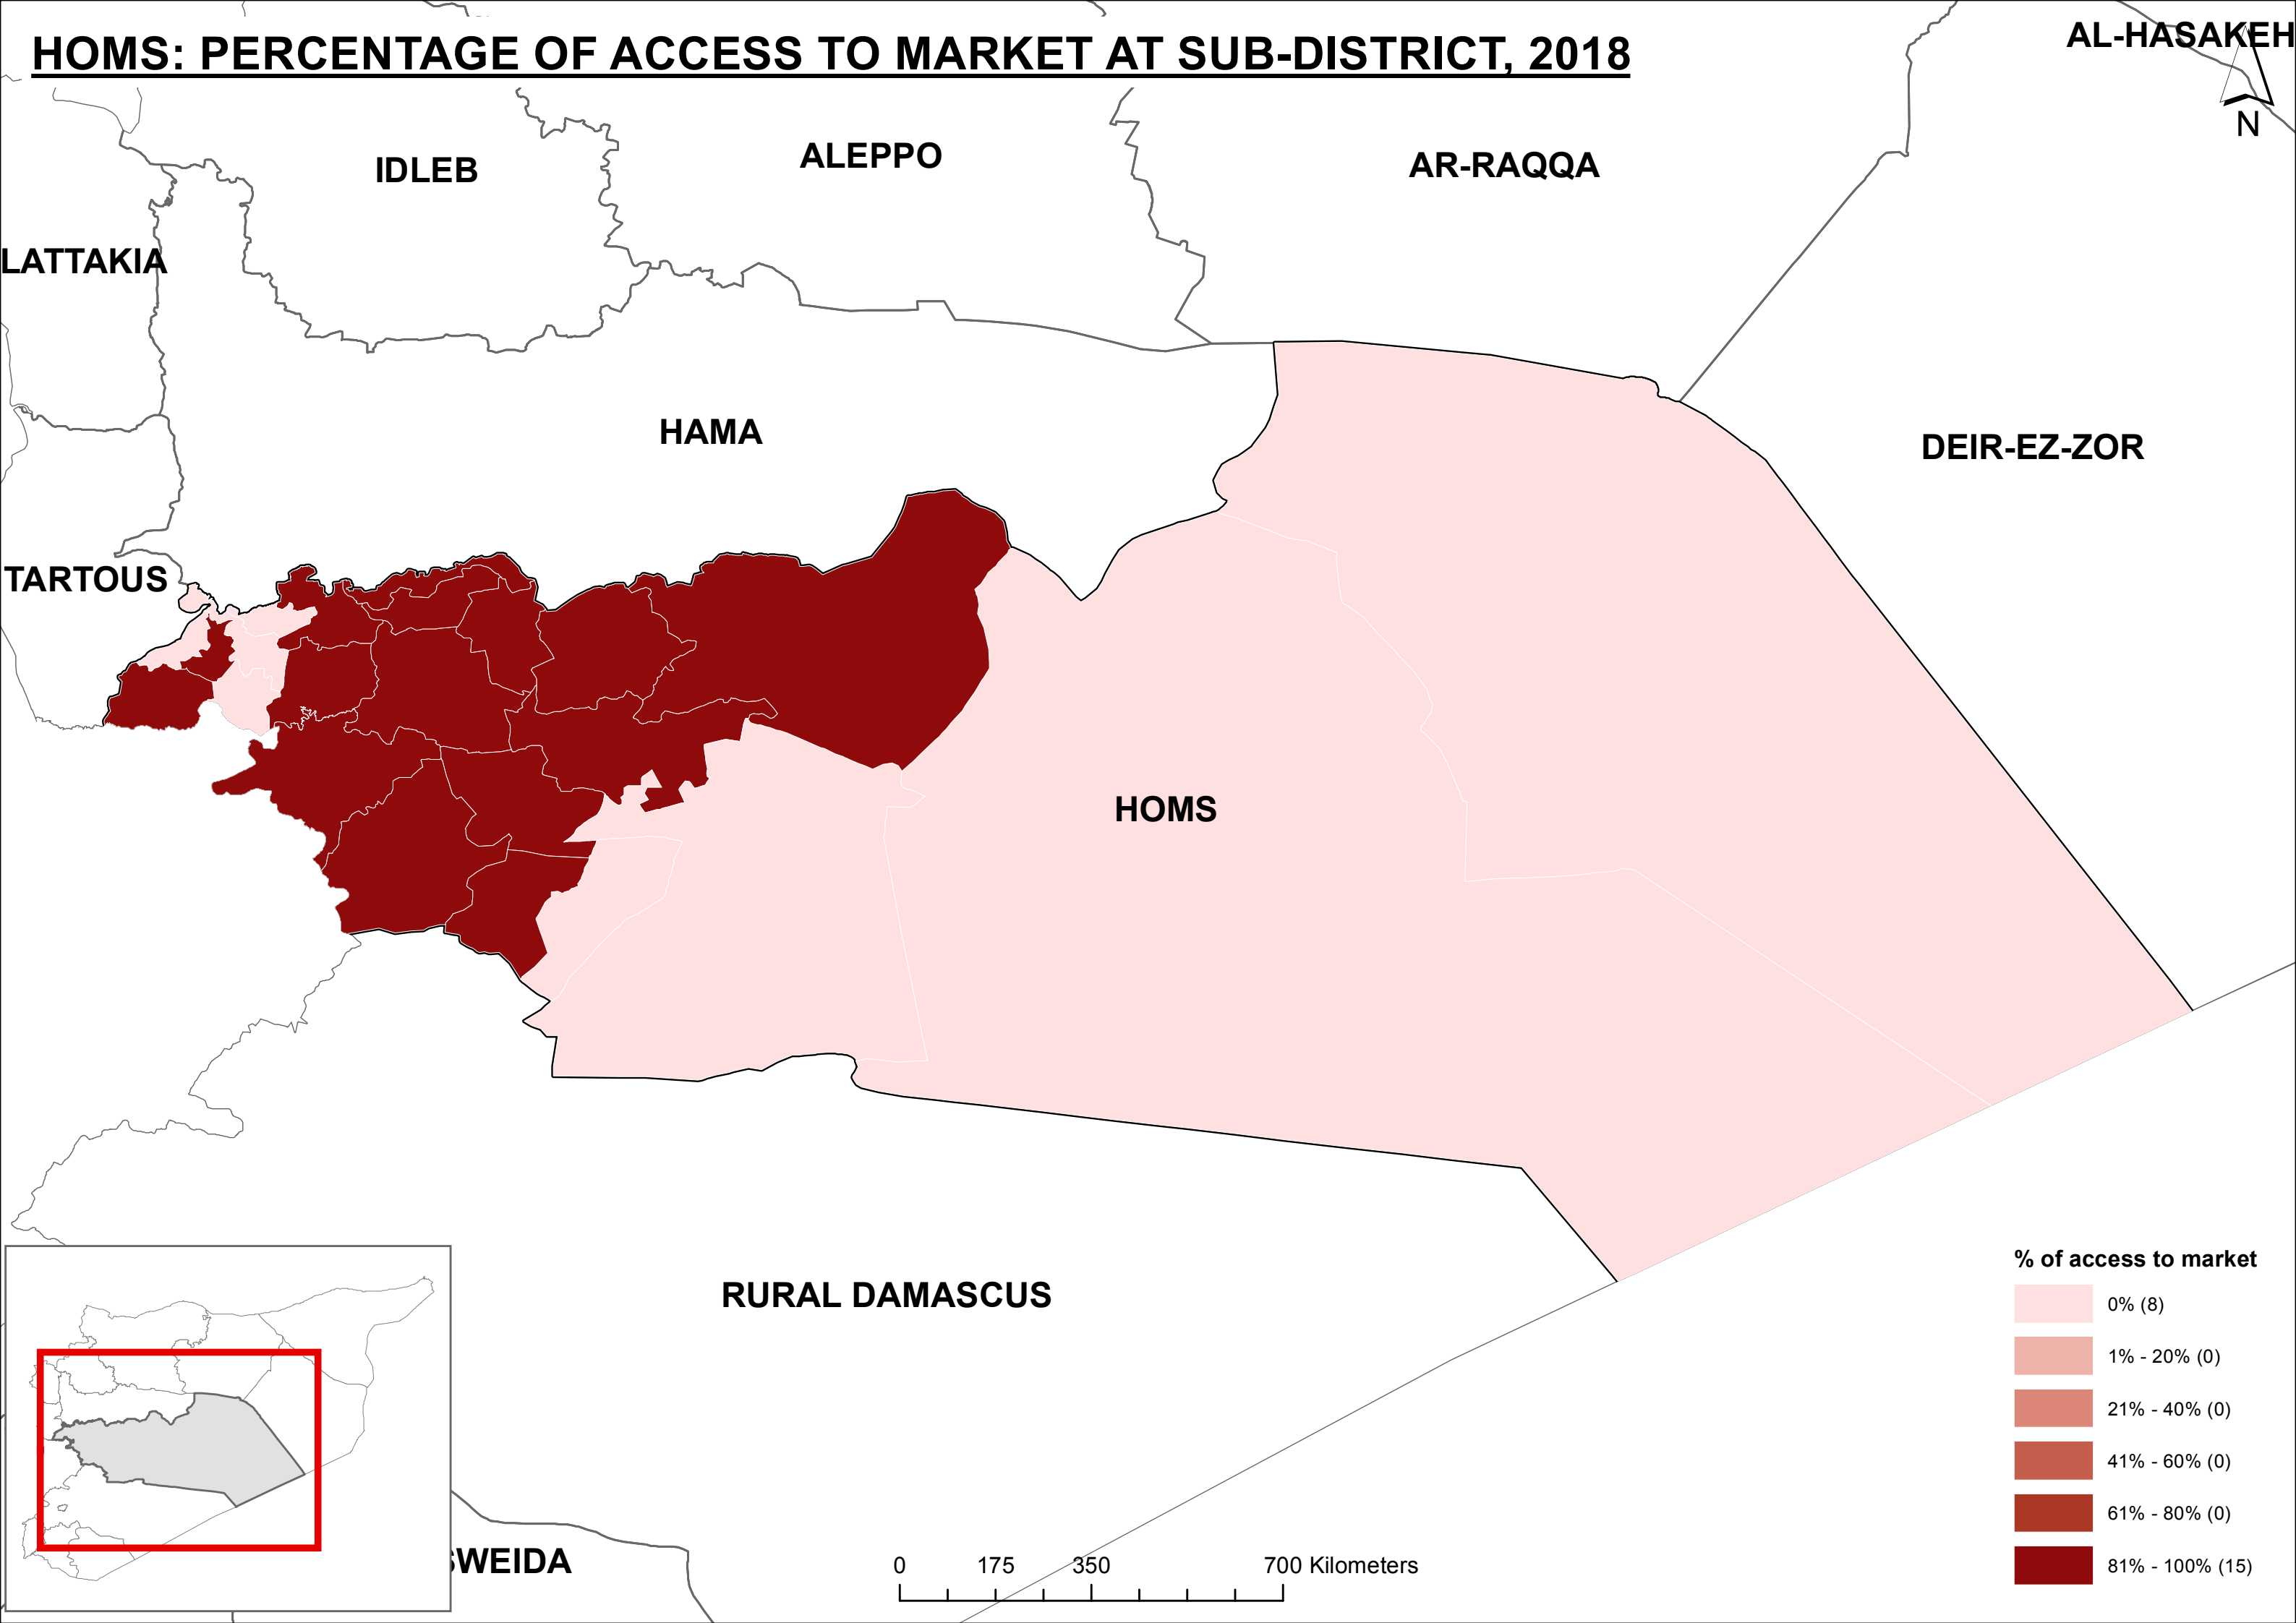 HOMS: PERCENTAGE OF ACCESS TO MARKET AT SUB-DISTRICT, 2018
AL-HASAKEH
N
IDLEB
ALEPPO
AR-RAQQA
LATTAKIA
HAMA
DEIR-EZ-ZOR
TARTOUS
HOMS
RURAL DAMASCUS
% of access to market
0% (8)
1% - 20% (0)
21% - 40% (0)
41% - 60% (0)
61% - 80% (0)
81% - 100% (15)
WEIDA
0 175 350 700 Kilometers